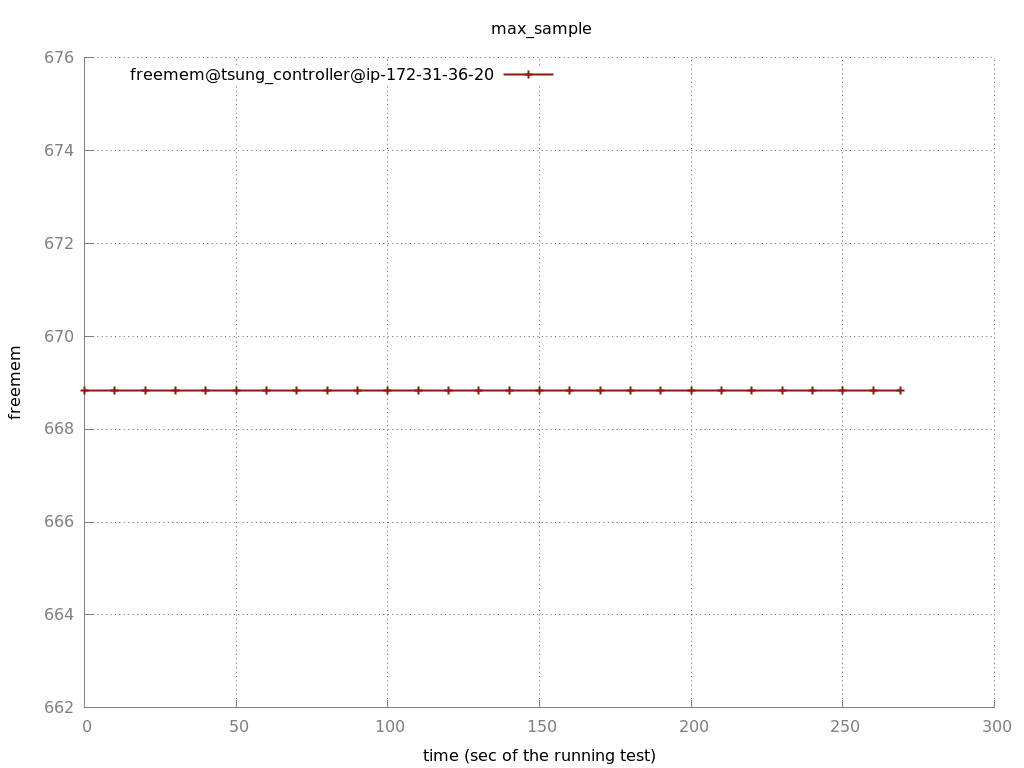 max_sample
676
freemem@tsung_controller@ip-172-31-36-20
674
672
670
668
666
664
662
freemem
0 50 100 150 200 250 300
time (sec of the running test)